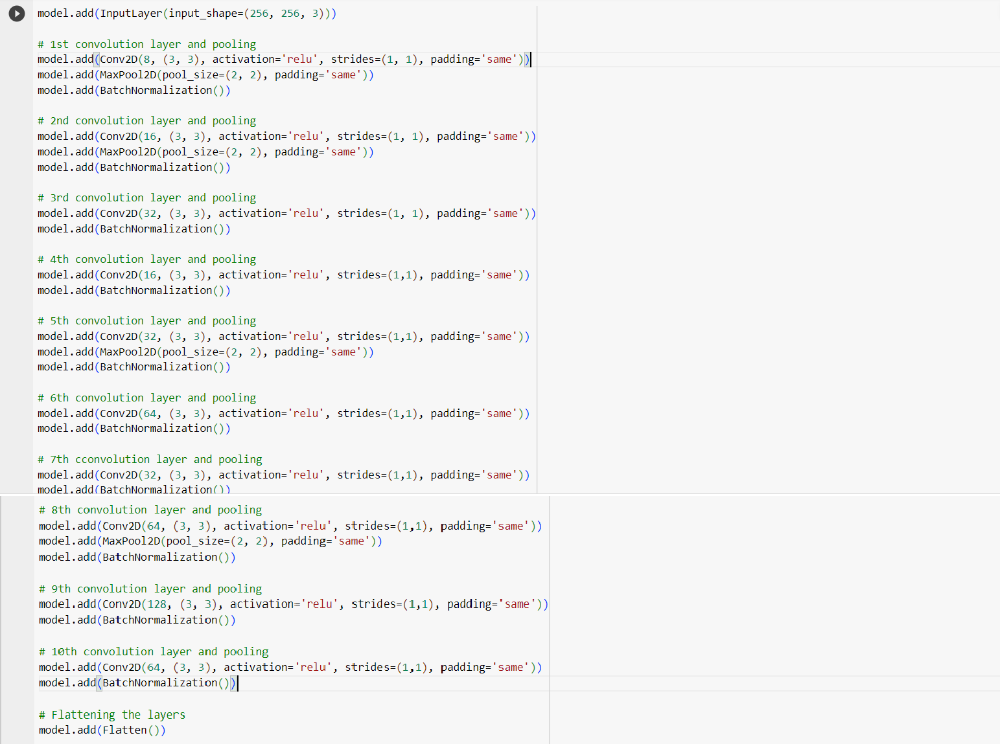 model.add(InputLayer(input_shape=(256, 256, 3)))
# 1st convolution layer and pooling
model.add(Conv2D(8, (3, 3), activation='relu', strides=(1, 1), padding='same'))
model.add(MaxPool2D(pool_size=(2, 2), padding='same'))
model.add(BatchNormalization())
# 2nd convolution layer and pooling
model.add(Conv2D(16, (3, 3), activation='relu', strides=(1, 1), padding='same'))
model.add(MaxPool2D(pool_size=(2, 2), padding='same'))
model.add(BatchNormalization())
# 3rd convolution layer and pooling
model.add(Conv2D(32, (3, 3), activation='relu', strides=(1, 1), padding='same'))
model.add(BatchNormalization())
# 4th convolution layer and pooling
model.add(Conv2D(16, (3, 3), activation='relu', strides=(1,1), padding='same'))
model.add(BatchNormalization())
# 5th convolution layer and pooling
model.add(Conv2D(32, (3, 3), activation='relu', strides=(1,1), padding='same'))
model.add(MaxPool2D(pool_size=(2, 2), padding='same'))
model.add(BatchNormalization())
# 6th convolution layer and pooling
model.add(Conv2D(64, (3, 3), activation='relu', strides=(1,1), padding='same'))
model.add(BatchNormalization())
# 7th cconvolution layer and pooling
model.add(Conv2D(32, (3, 3), activation='relu', strides=(1,1), padding='same'))
model.add(BatchNormalization())
# 8th convolution layer and pooling
model.add(Conv2D(64, (3, 3), activation='relu', strides=(1,1), padding='same'))
model.add(MaxPool2D(pool_size=(2, 2), padding='same'))
model.add(BatchNormalization())
# 9th convolution layer and pooling
model.add(Conv2D(128, (3, 3), activation='relu', strides=(1,1), padding='same'))
model.add(BatchNormalization())
# 10th convolution layer and pooling
model.add(Conv2D(64, (3, 3), activation='relu', strides=(1,1), padding='same'))
model.add(BatchNormalization())
# Flattening the layers
model.add(Flatten())